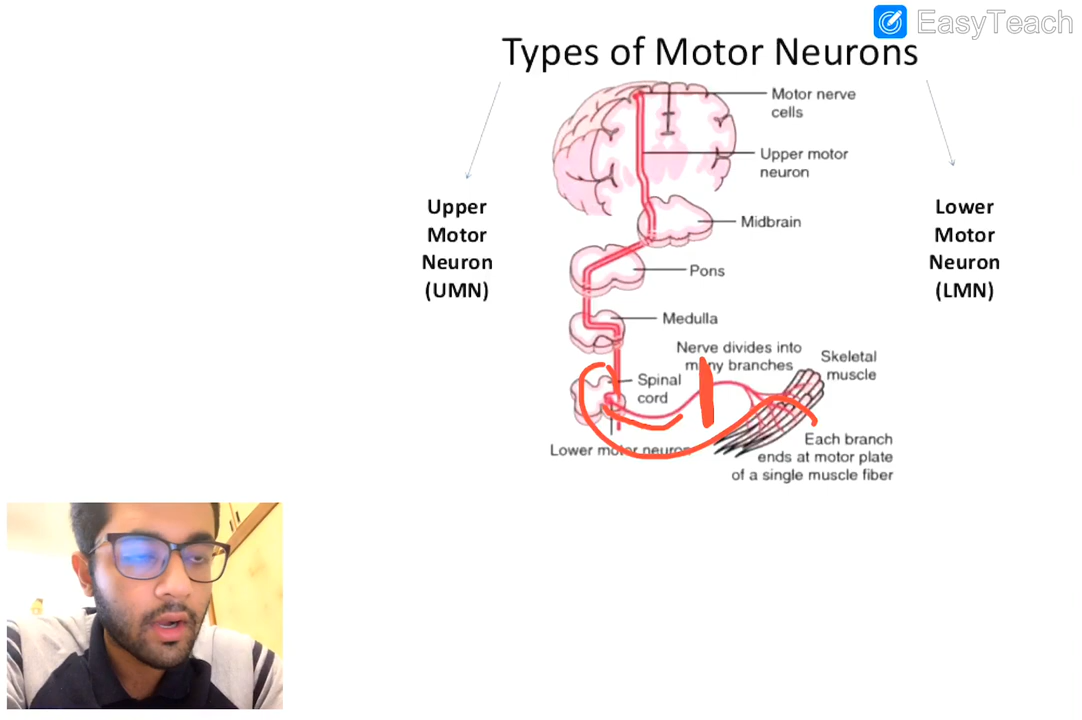 EasyTeach
Types of Motor Neurons
Motor nerve
cells
Upper motor
neuron
Upper
Motor
Neuron
(UMN)
Lower
Motor
Neuron
(LMN)
Midbrain
Pons
Medulla
Nerve divides into
many branches
Skeletal
muscle
Spinal
cord
Lower motor neuron
Each branch
ends at motor plate
of a single muscle fiber